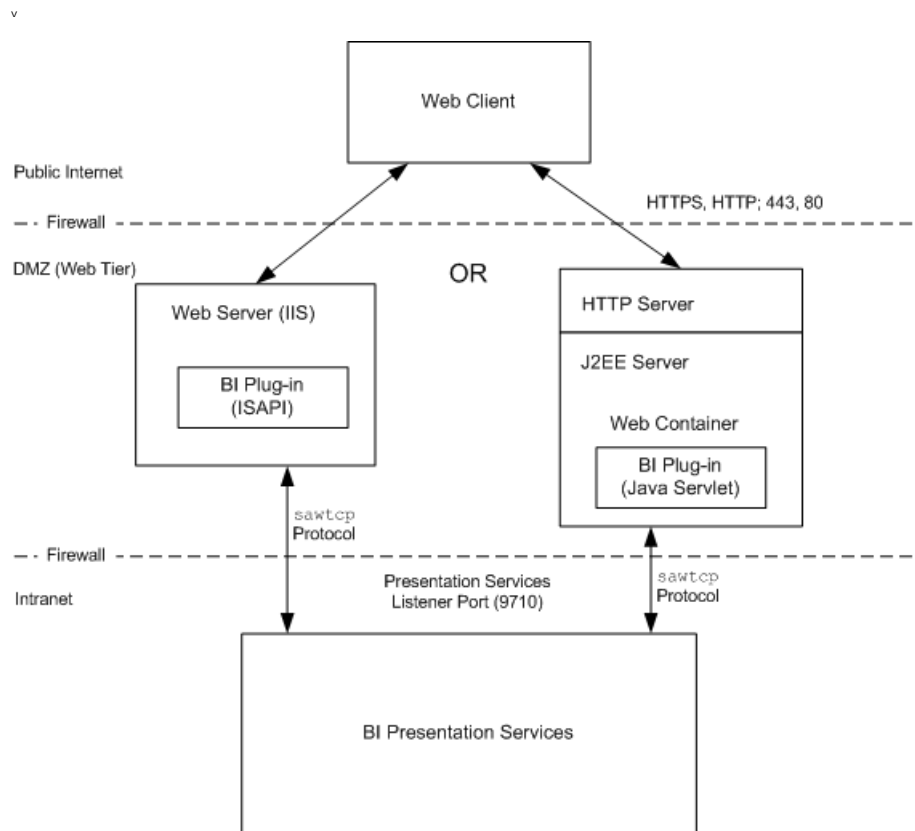 v
Web Client
Public Internet
HTTPS, HTTP; 443, 80
Firewall
DMZ (Web Tier)
OR
Web Server (IIS)
BI Plug-in
(ISAPI)
HTTP Server
J2EE Server
Web Container
BI Plug-in
(Java Servlet)
sawtcp
Protocol
Firewall
Intranet
Presentation Services
Listener Port (9710)
sawtcp
Protocol
BI Presentation Services